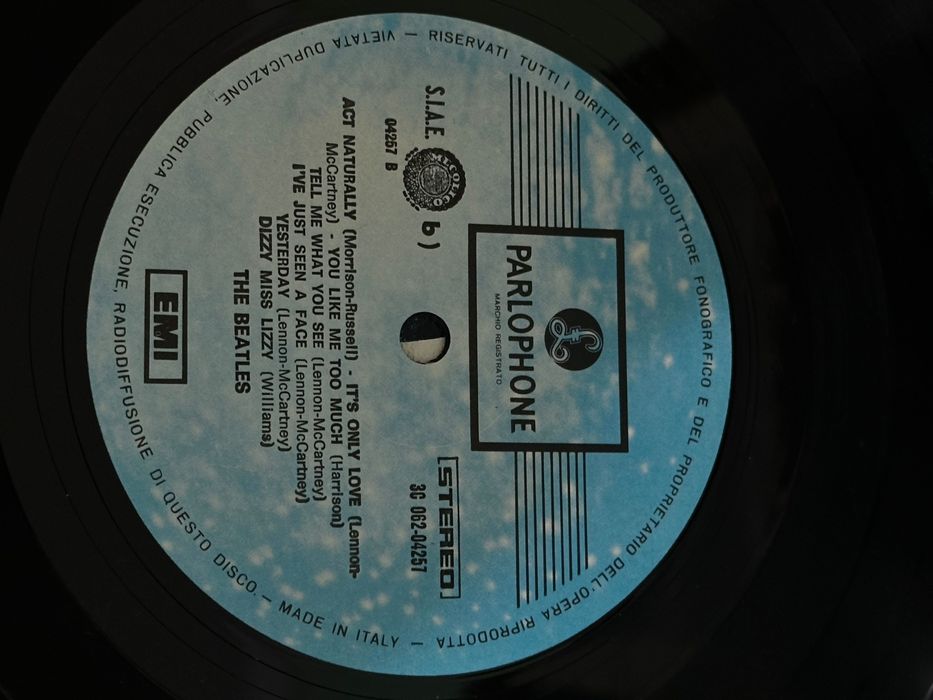 RISERVATI TUTTI I DIRITTI DEL PRODUTTORE FONOGRAFICO E DEL PROPRIETARIO DELL'OPERA RIPRODOTTA —
PARLOPHONE
MARCHIO REGISTRATO
S.I.A.E.
b)
STEREO
04257 B
3C 062-04257
ACT NATURALLY (Morrison-Russell) - IT'S ONLY LOVE (Lennon-
McCartney) - YOU LIKE ME TOO MUCH (Harrison)
TELL ME WHAT YOU SEE (Lennon-McCartney)
I'VE JUST SEEN A FACE (Lennon-McCartney)
YESTERDAY (Lennon-McCartney)
DIZZY MISS LIZZY (Williams)
THE BEATLES
EMI
VIETATA DUPLICAZIONE, PUBBLICA ESECUZIONE, RADIODIFFUSIONE DI QUESTO DISCO. — MADE IN ITALY —